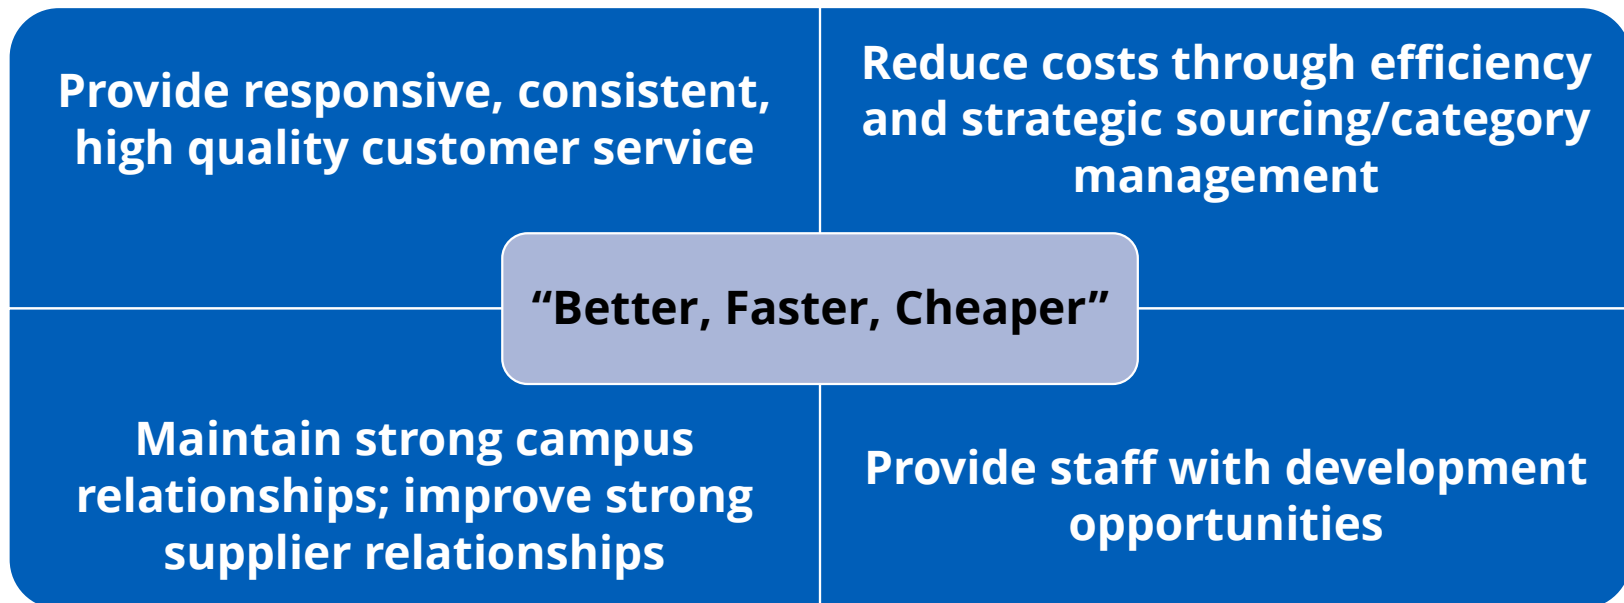 Provide responsive, consistent,
high quality customer service
Reduce costs through efficiency
and strategic sourcing/category
management
“Better, Faster, Cheaper”
Maintain strong campus
relationships; improve strong
supplier relationships
Provide staff with development
opportunities